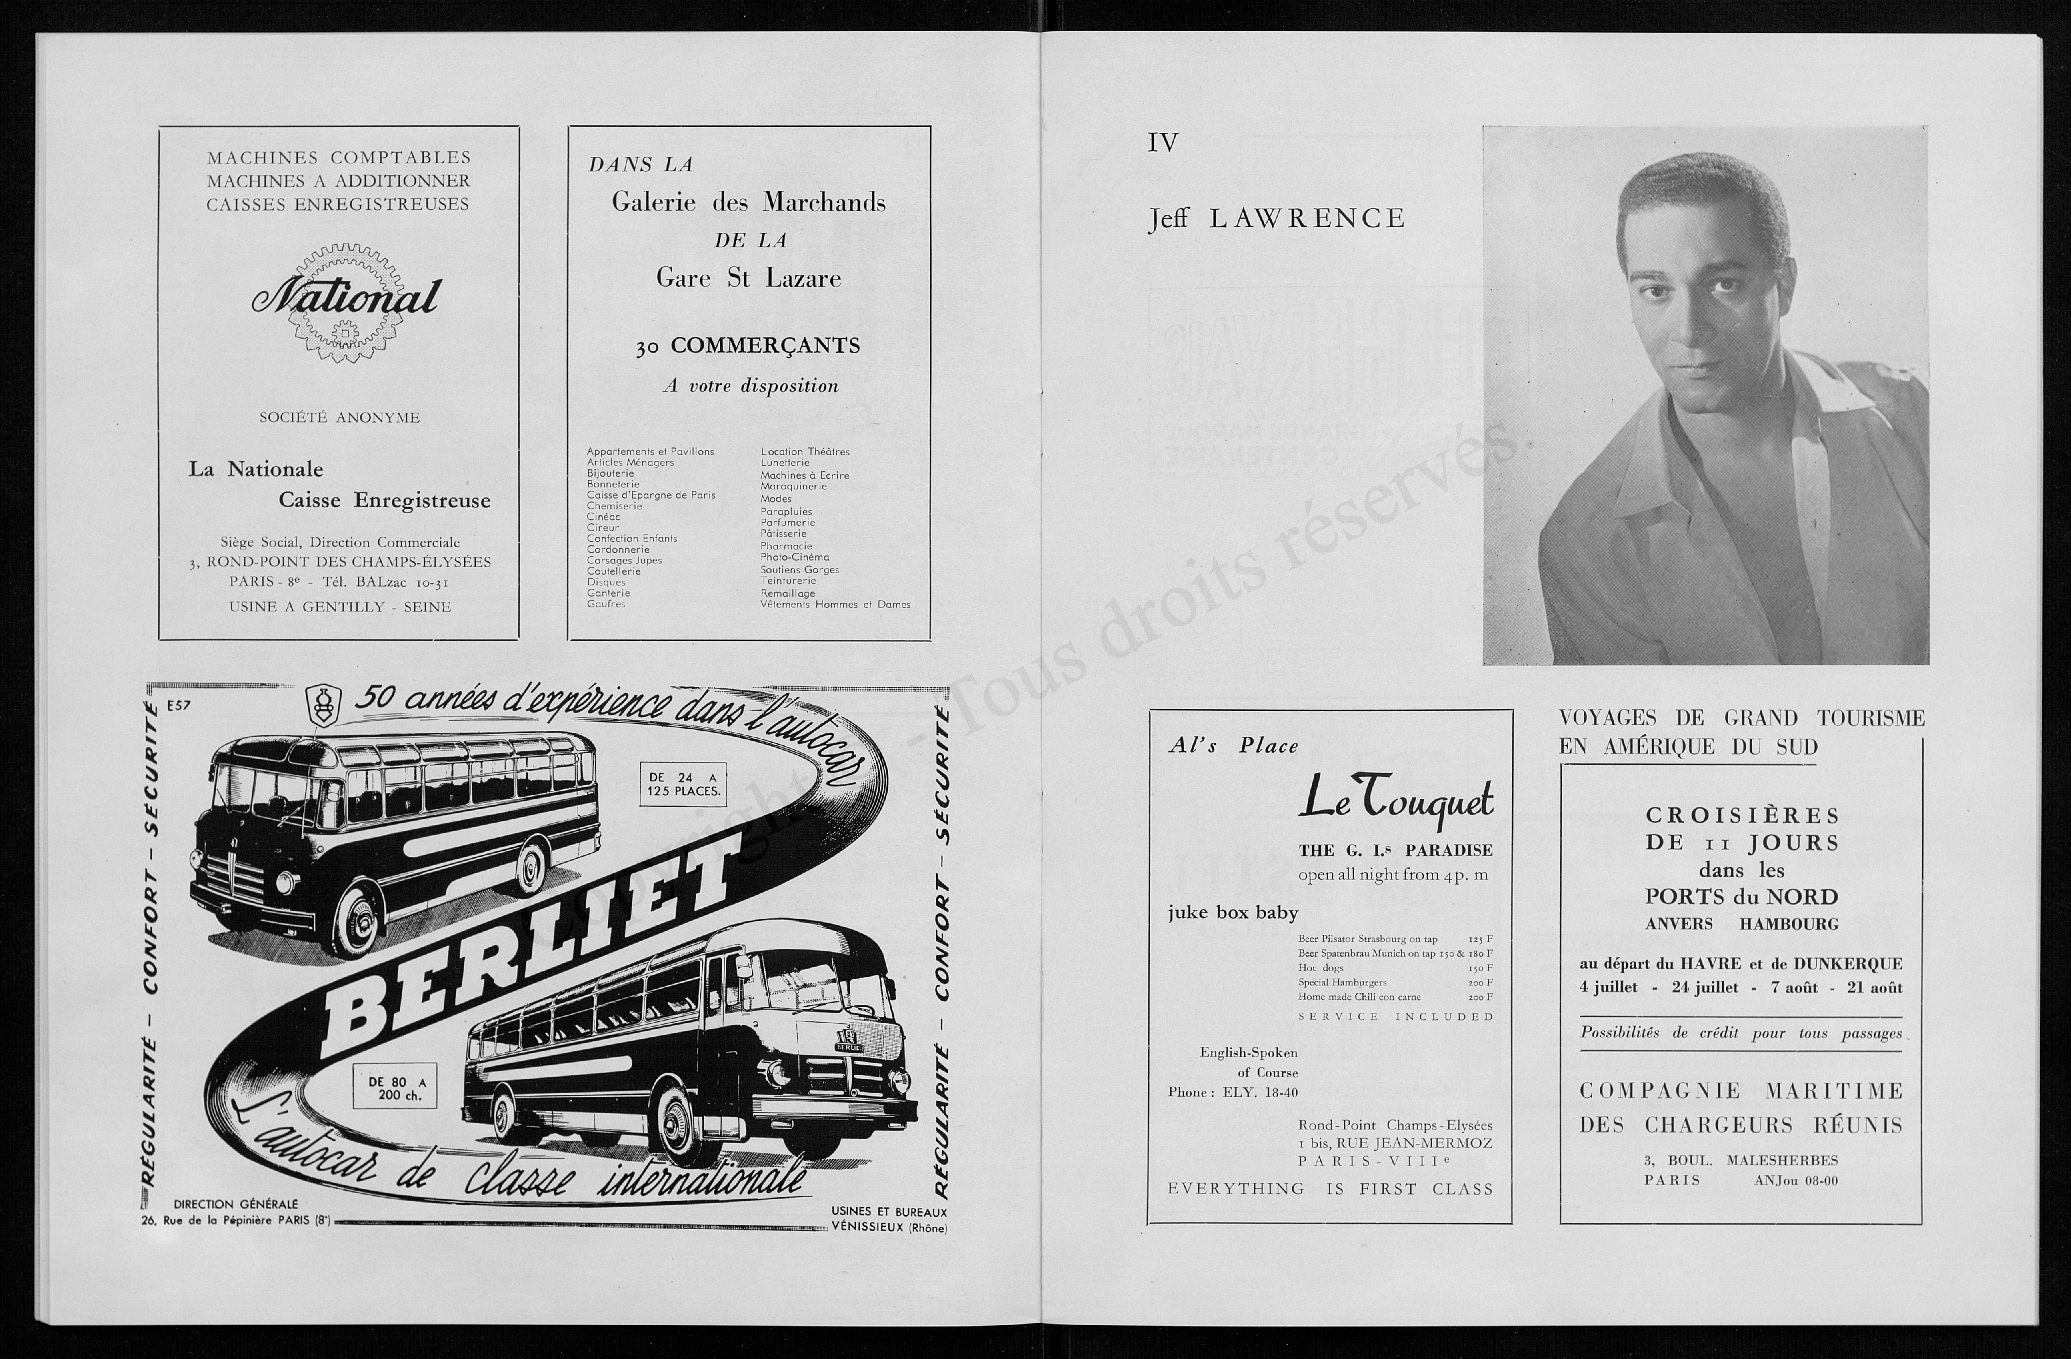 MACHINES COMPTABLES
MACHINES A ADDITIONNER
CAISSES ENREGISTREUSES
National
SOCIÉTÉ ANONYME
La Nationale
Caisse Enregistreuse
Siège Social, Direction Commerciale
3, ROND-POINT DES CHAMPS-ÉLYSÉES
PARIS - 8e - Tél. BALzac 10-31
USINE A GENTILLY - SEINE
DANS LA
Galerie des Marchands
DE LA
Gare St Lazare
30 COMMERÇANTS
A votre disposition
Appartements et Pavillons
Articles Ménagers
Bijouterie
Bonneterie
Caisse d'Epargne de Paris
Chemiserie
Cinéac
Cireur
Confection Enfants
Cordonnerie
Corsages Jupes
Coutellerie
Disques
Ganterie
Gaufres
Location Théâtres
Lunetterie
Machines à Ecrire
Maroquinerie
Modes
Parapluies
Parfumerie
Pâtisserie
Pharmacie
Photo-Cinéma
Soutiens Gorges
Teinturerie
Remaillage
Vêtements Hommes et Dames
E57
50 années d'expérience dans l'autocar
RÉGULARITÉ - CONFORT - SÉCURITÉ
DE 24 A
125 PLACES.
BERLIET
DE 80 A
200 ch.
L'autocar de classe internationale
RÉGULARITÉ - CONFORT - SÉCURITÉ
DIRECTION GÉNÉRALE
26, Rue de la Pépinière PARIS (8e)
USINES ET BUREAUX
VÉNISSIEUX (Rhône)
IV
Jeff LAWRENCE
Al's Place
Le Touquet
THE G. I.s PARADISE
open all night from 4 p. m
juke box baby
Beer Pilsator Strasbourg on tap 125 F
Beer Spatenbrau Munich on tap 150 & 180 F
Hot dogs 150 F
Special Hamburgers 200 F
Home made Chili con carne 200 F
SERVICE INCLUDED
English-Spoken
of Course
Phone : ELY. 18-40
Rond-Point Champs-Elysées
1 bis, RUE JEAN-MERMOZ
PARIS-VIIIe
EVERYTHING IS FIRST CLASS
VOYAGES DE GRAND TOURISME
EN AMÉRIQUE DU SUD
CROISIÈRES
DE 11 JOURS
dans les
PORTS du NORD
ANVERS HAMBOURG
au départ du HAVRE et de DUNKERQUE
4 juillet - 24 juillet - 7 août - 21 août
Possibilités de crédit pour tous passages
COMPAGNIE MARITIME
DES CHARGEURS RÉUNIS
3, BOUL. MALESHERBES
PARIS ANJou 08-00
Copyright - Tous droits réservés.